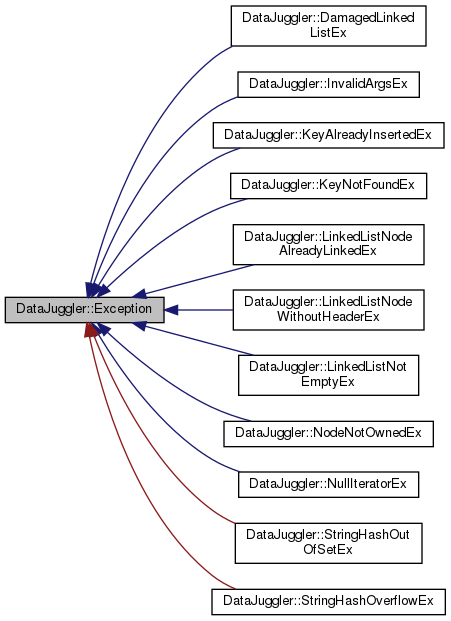 DataJuggler::DamagedLinked
ListEx
DataJuggler::InvalidArgsEx
DataJuggler::KeyAlreadyInsertedEx
DataJuggler::KeyNotFoundEx
DataJuggler::LinkedListNode
AlreadyLinkedEx
DataJuggler::Exception
DataJuggler::LinkedListNode
WithoutHeaderEx
DataJuggler::LinkedListNot
EmptyEx
DataJuggler::NodeNotOwnedEx
DataJuggler::NullIteratorEx
DataJuggler::StringHashOut
OfSetEx
DataJuggler::StringHashOverflowEx